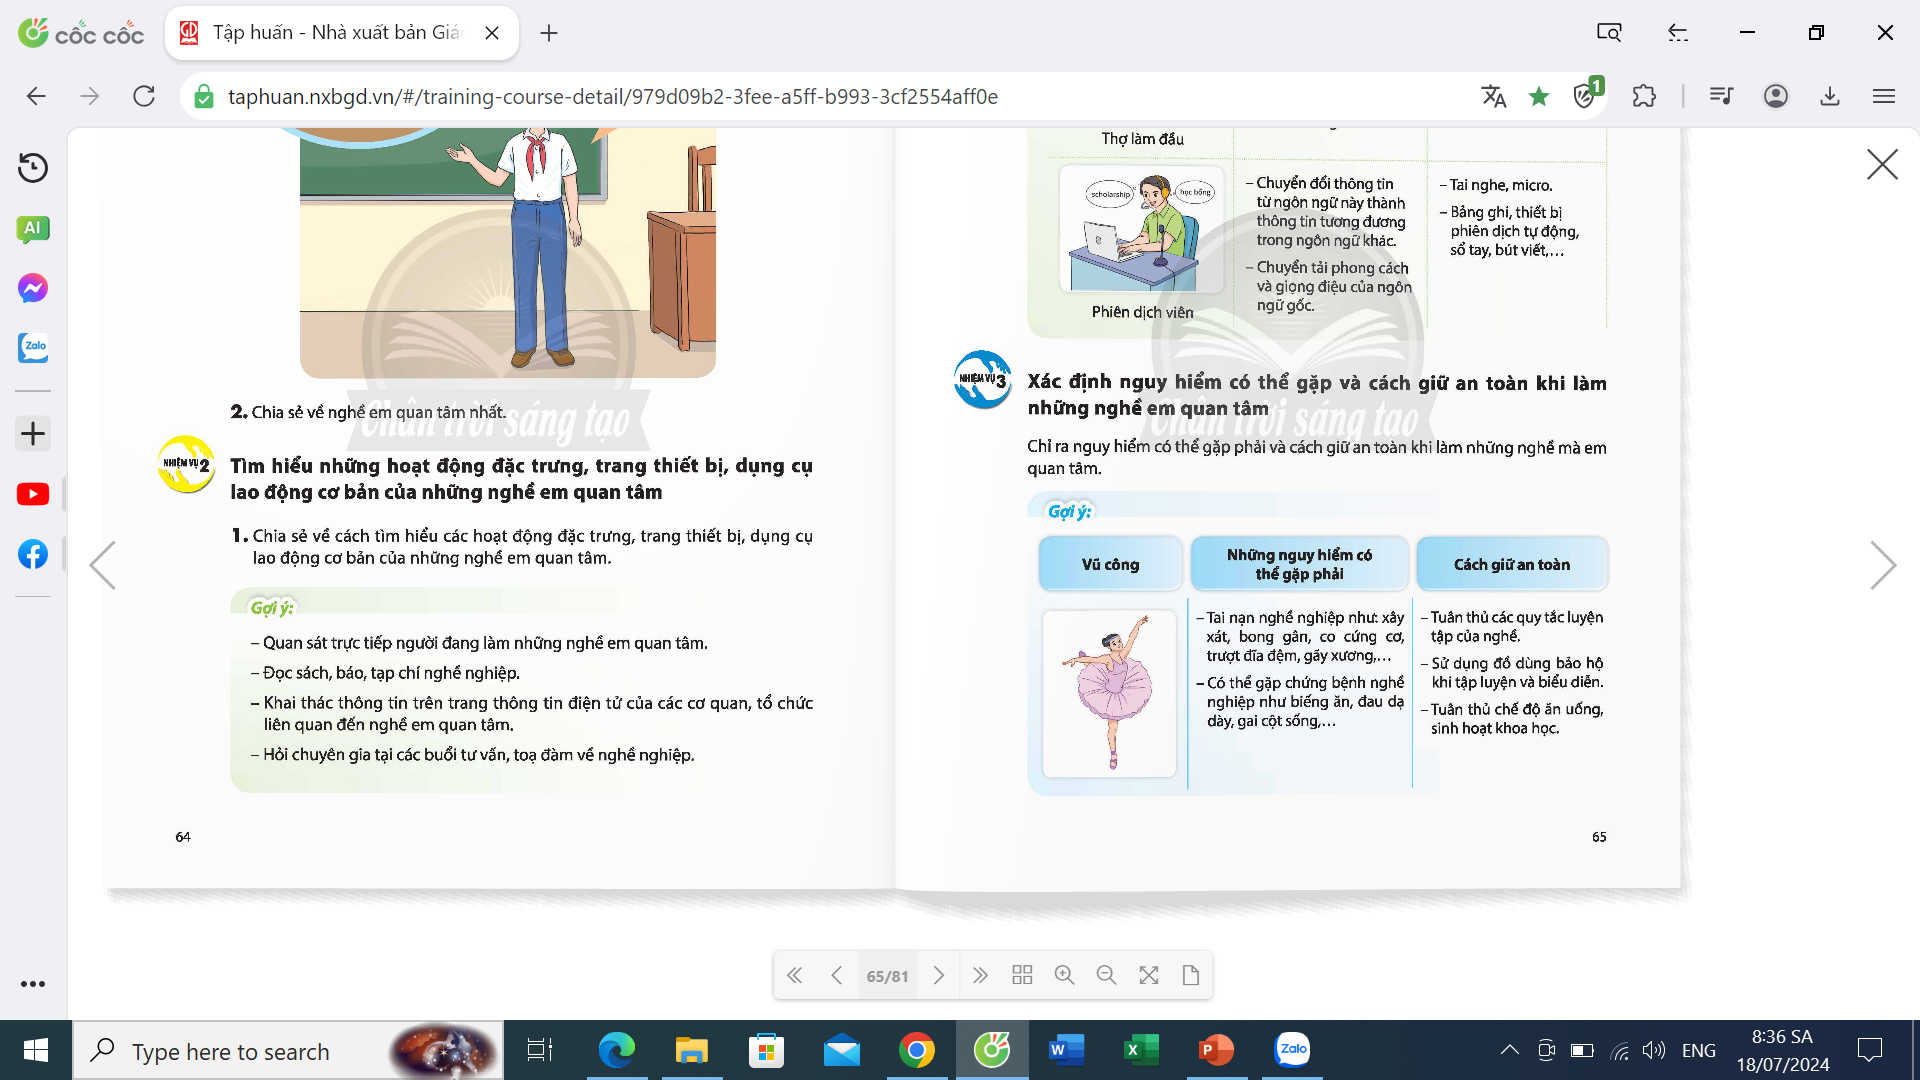 cốc cốc
Tập huấn - Nhà xuất bản Giáo
taphuan.nxbgd.vn/#/training-course-detail/979d09b2-3fee-a5ff-b993-3cf2554aff0e
1
AI
Zalo
2. Chia sẻ về nghề em quan tâm nhất.
Chân trời sáng tạo
NHIỆM VỤ 2
Tìm hiểu những hoạt động đặc trưng, trang thiết bị, dụng cụ
lao động cơ bản của những nghề em quan tâm
1. Chia sẻ về cách tìm hiểu các hoạt động đặc trưng, trang thiết bị, dụng cụ
lao động cơ bản của những nghề em quan tâm.
Gợi ý:
– Quan sát trực tiếp người đang làm những nghề em quan tâm.
– Đọc sách, báo, tạp chí nghề nghiệp.
– Khai thác thông tin trên trang thông tin điện tử của các cơ quan, tổ chức
liên quan đến nghề em quan tâm.
– Hỏi chuyên gia tại các buổi tư vấn, toạ đàm về nghề nghiệp.
64
Thợ làm đầu
scholarship
học bổng
Phiên dịch viên
– Chuyển đổi thông tin
từ ngôn ngữ này thành
thông tin tương đương
trong ngôn ngữ khác.
– Chuyển tải phong cách
và giọng điệu của ngôn
ngữ gốc.
– Tai nghe, micro.
– Bảng ghi, thiết bị
phiên dịch tự động,
sổ tay, bút viết,...
NHIỆM VỤ 3
Xác định nguy hiểm có thể gặp và cách giữ an toàn khi làm
những nghề em quan tâm
Chân trời sáng tạo
Chỉ ra nguy hiểm có thể gặp phải và cách giữ an toàn khi làm những nghề mà em
quan tâm.
Gợi ý:
Vũ công
Những nguy hiểm có
thể gặp phải
Cách giữ an toàn
– Tai nạn nghề nghiệp như: xây
xát, bong gân, co cứng cơ,
trượt đĩa đệm, gãy xương,...
– Có thể gặp chứng bệnh nghề
nghiệp như biếng ăn, đau dạ
dày, gai cột sống,...
– Tuân thủ các quy tắc luyện
tập của nghề.
– Sử dụng đồ dùng bảo hộ
khi tập luyện và biểu diễn.
– Tuân thủ chế độ ăn uống,
sinh hoạt khoa học.
65
65/81
Type here to search
Zalo
ENG
8:36 SA
18/07/2024